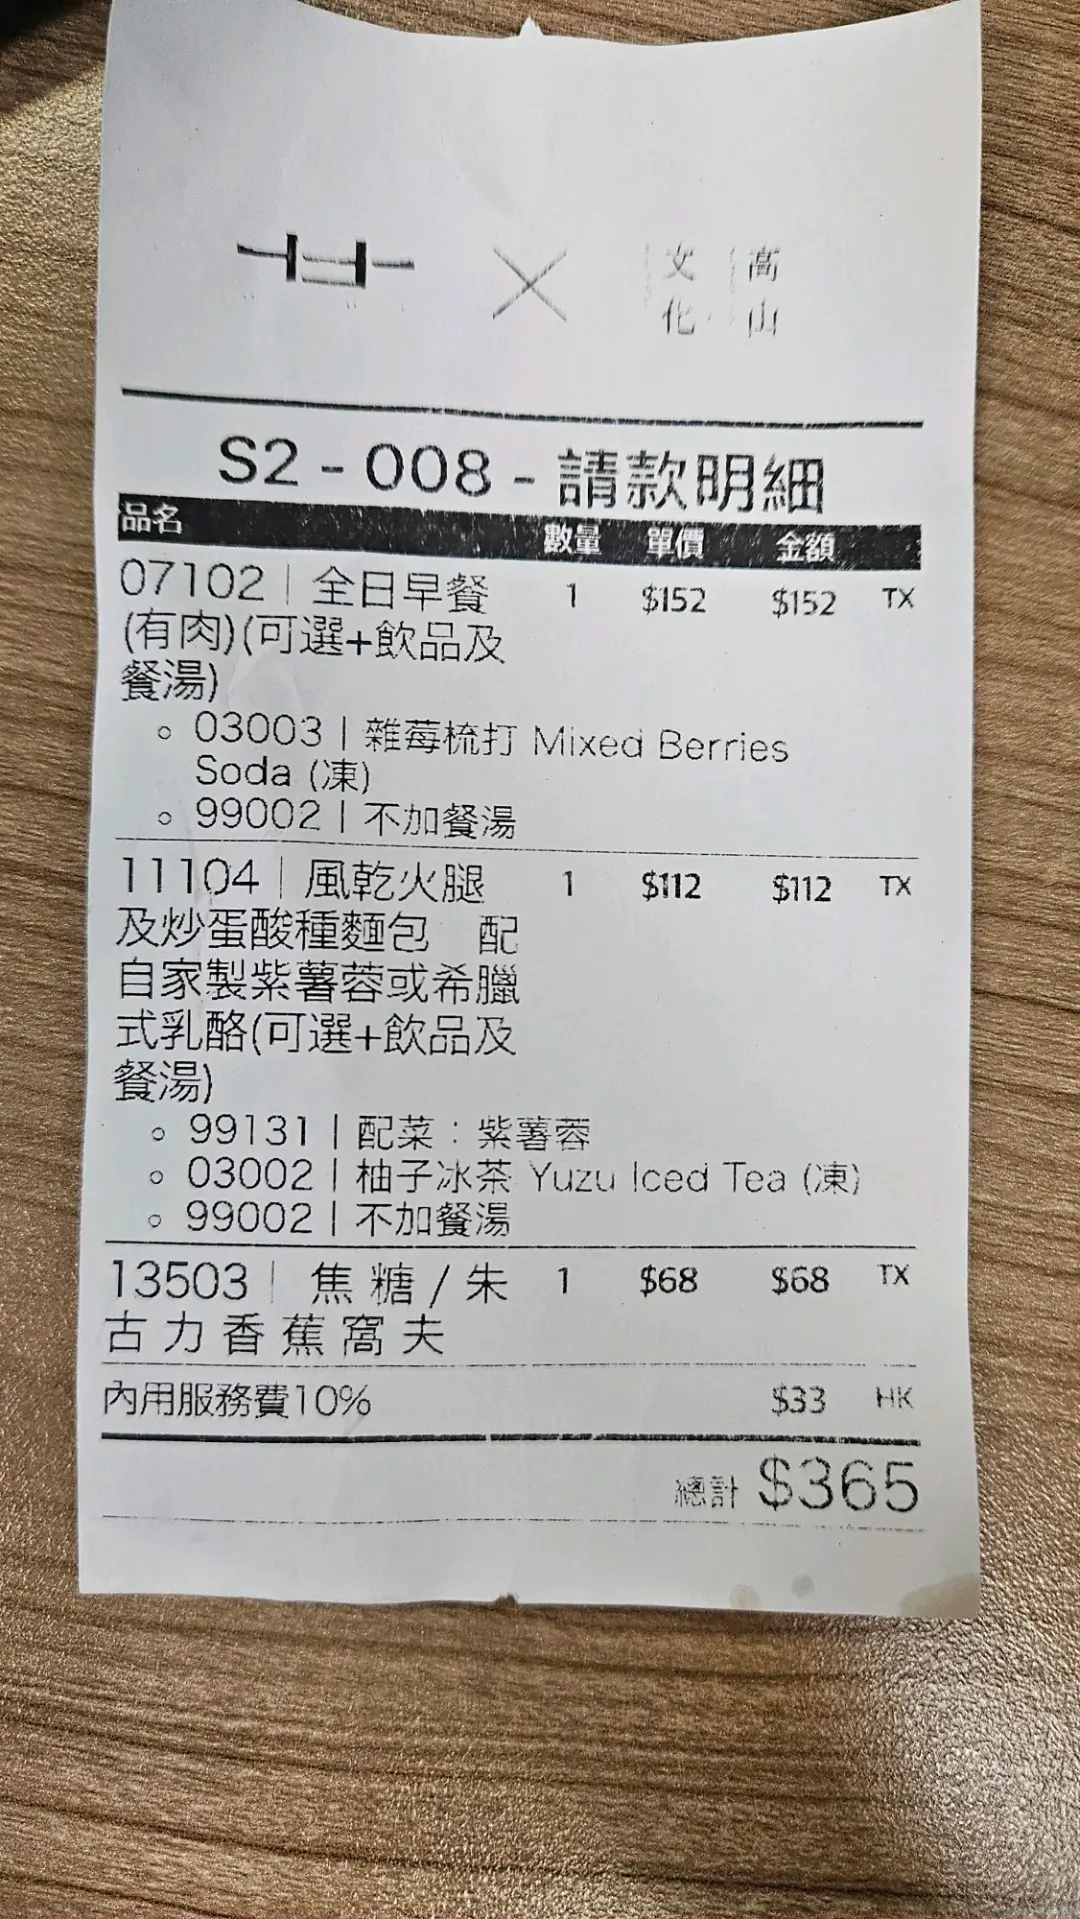 文 高
化 山
S2 - 008 - 請款明細
品名 數量 單價 金額
07102 | 全日早餐 1 $152 $152 TX
(有肉)(可選+飲品及
餐湯)
03003 | 雜莓梳打 Mixed Berries
Soda (凍)
99002 | 不加餐湯
11104 | 風乾火腿 1 $112 $112 TX
及炒蛋酸種麵包 配
自家製紫薯蓉或希臘
式乳酪(可選+飲品及
餐湯)
99131 | 配菜：紫薯蓉
03002 | 柚子冰茶 Yuzu Iced Tea (凍)
99002 | 不加餐湯
13503 | 焦糖/朱 1 $68 $68 TX
古力香蕉窩夫
內用服務費10% $33 HK
總計 $365